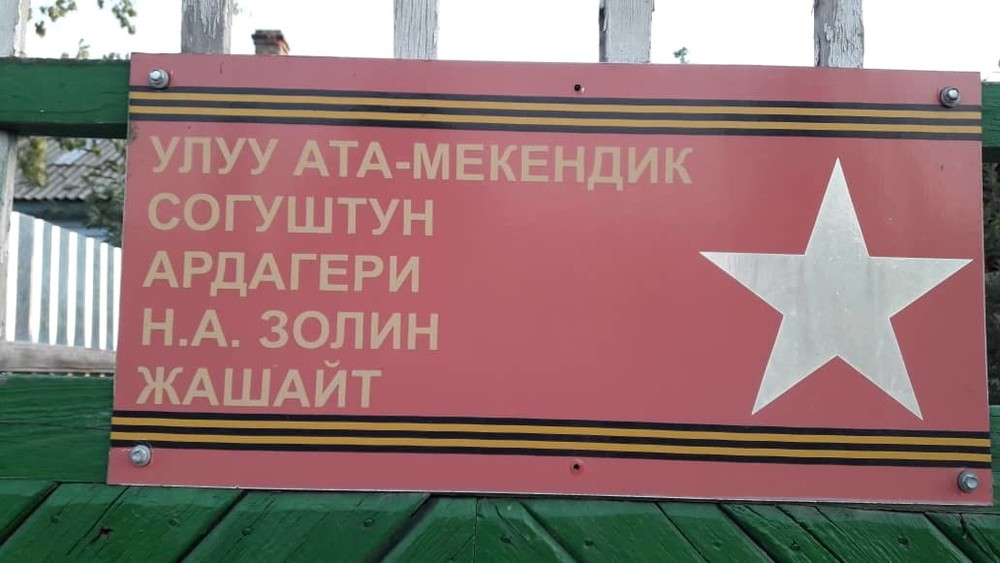 УЛУУ АТА-МЕКЕНДИК
СОГУШТУН
АРДАГЕРИ
Н.А. ЗОЛИН
ЖАШАЙТ